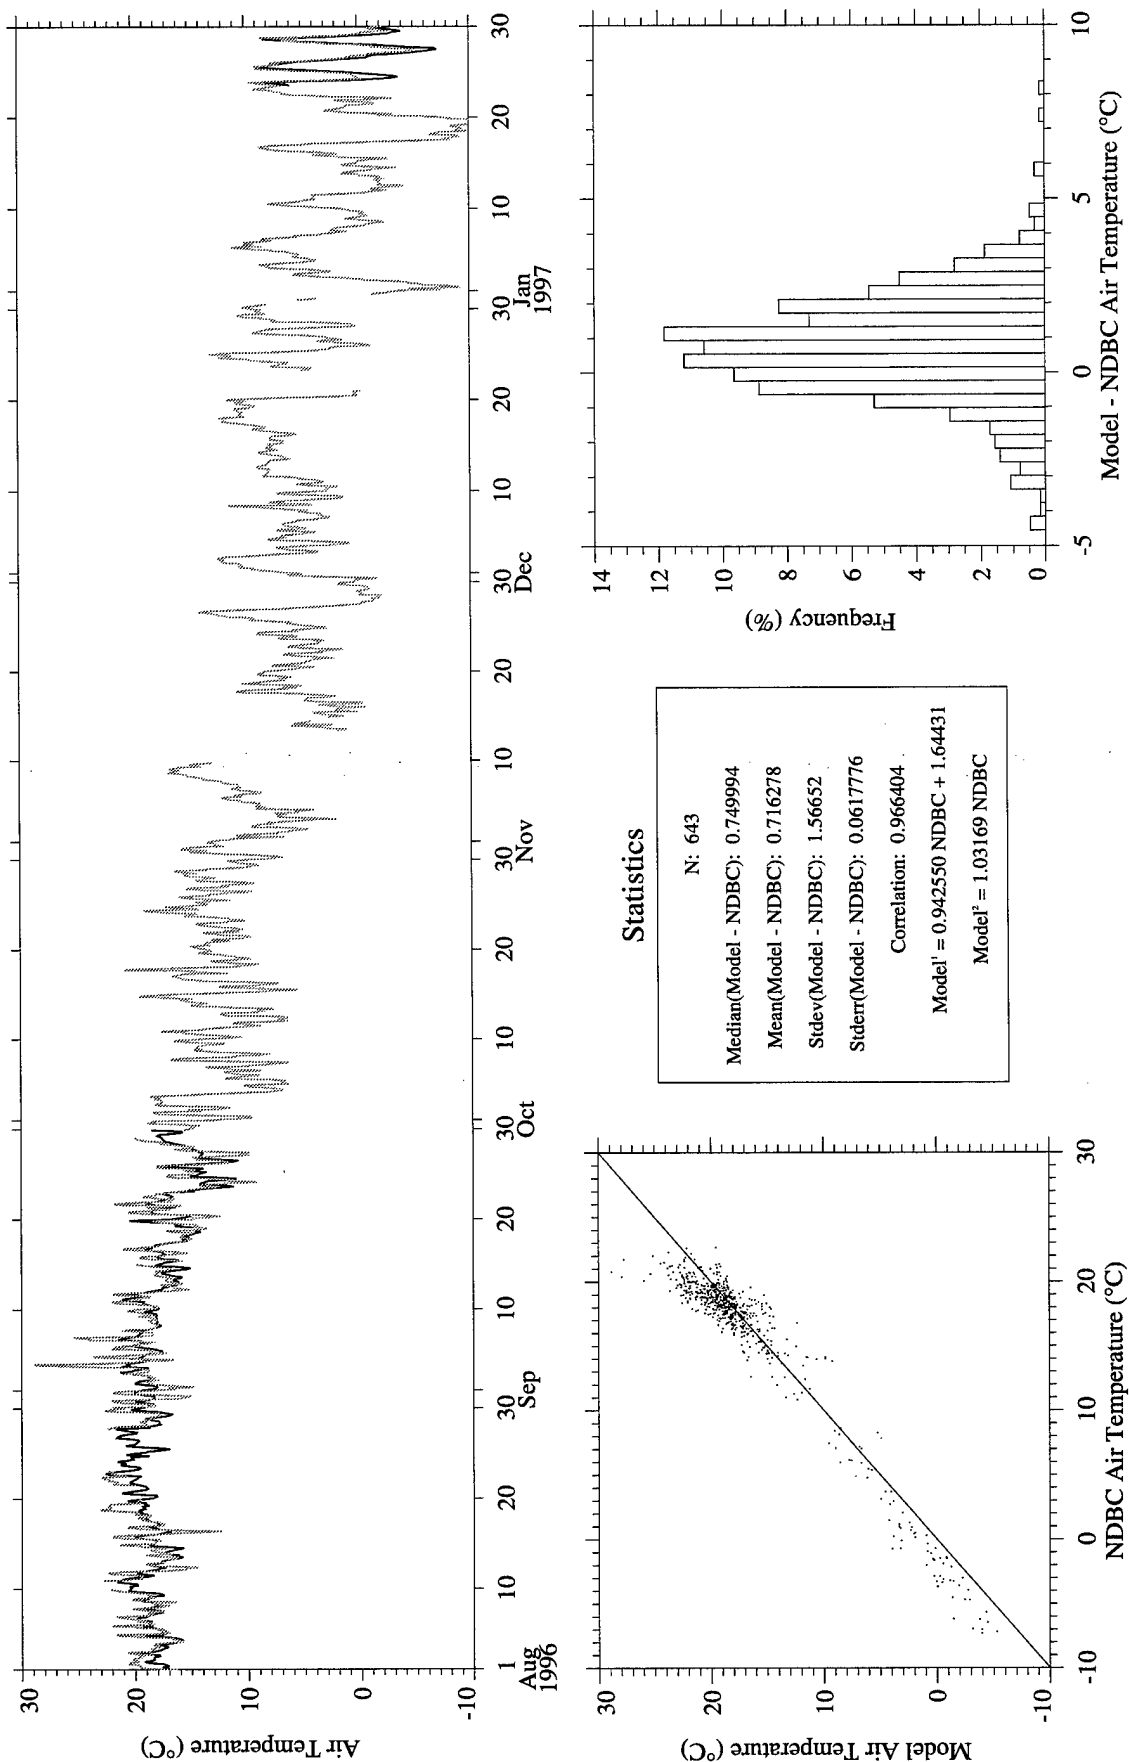 Air Temperature (°C)
30
20
10
0
-10
1
10
20
30
10
20
30
10
20
30
10
20
30
10
20
30
10
20
30
Aug
1996
Sep
Oct
Nov
Dec
Jan
1997
Model Air Temperature (°C)
30
20
10
0
-10
-10
0
10
20
30
NDBC Air Temperature (°C)
Statistics
N: 643
Median(Model - NDBC): 0.749994
Mean(Model - NDBC): 0.716278
Stdev(Model - NDBC): 1.56652
Stderr(Model - NDBC): 0.0617776
Correlation: 0.966404
Model¹ = 0.942550 NDBC + 1.64431
Model² = 1.03169 NDBC
Frequency (%)
14
12
10
8
6
4
2
0
-5
0
5
10
Model - NDBC Air Temperature (°C)